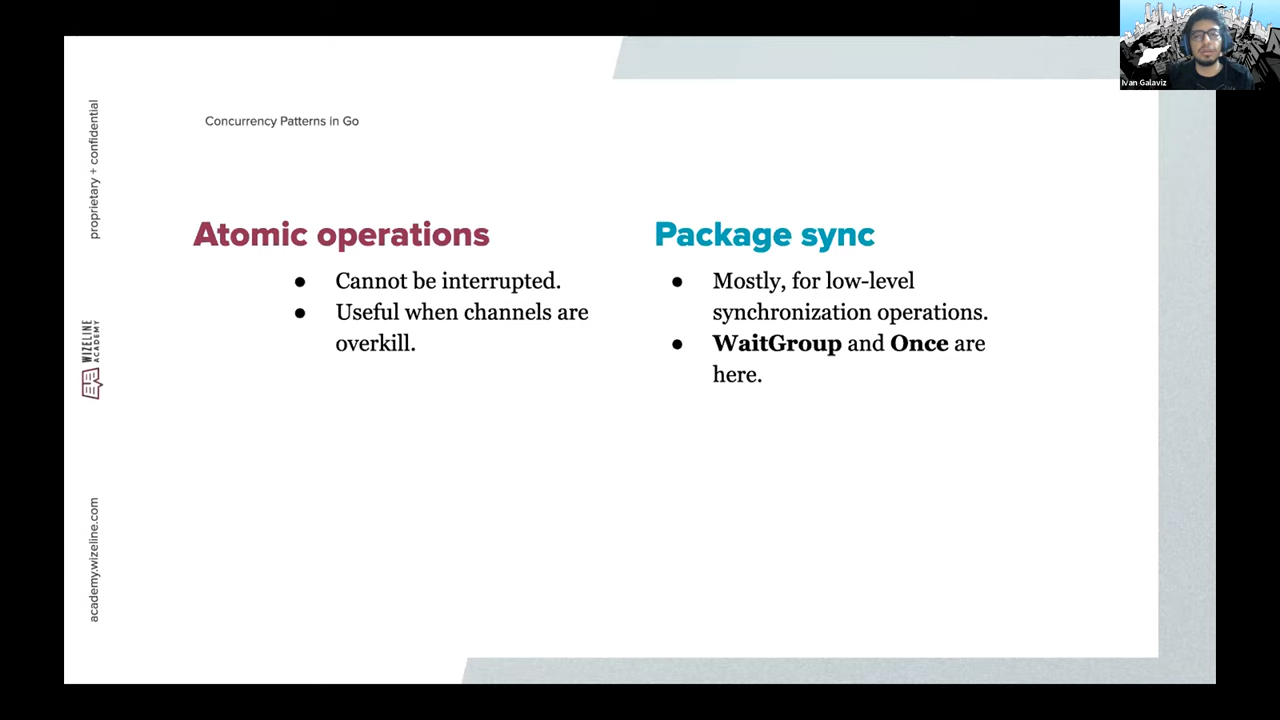 Ivan Galaviz
proprietary + confidential
Concurrency Patterns in Go
Atomic operations
● Cannot be interrupted.
● Useful when channels are
overkill.
Package sync
● Mostly, for low-level
synchronization operations.
● WaitGroup and Once are
here.
WIZELINE
ACADEMY
academy.wizeline.com